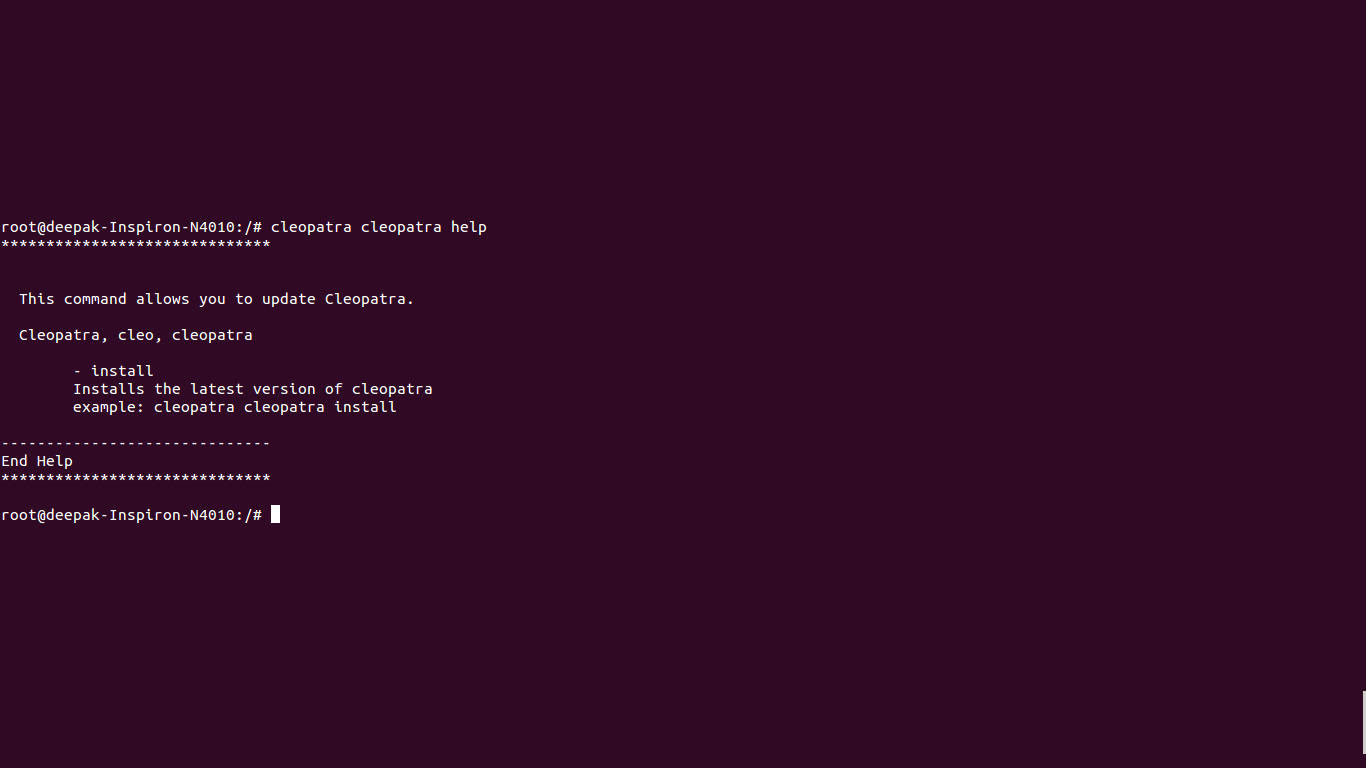 root@deepak-Inspiron-N4010:/# cleopatra cleopatra help
******************************
This command allows you to update Cleopatra.
Cleopatra, cleo, cleopatra
- install
Installs the latest version of cleopatra
example: cleopatra cleopatra install
------------------------------
End Help
******************************
root@deepak-Inspiron-N4010:/#